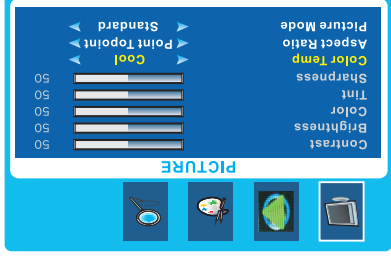 PICTURE
Contrast 50
Brightness 50
Color 50
Tint 50
Sharpness 50
Color Temp Cool
Aspect Ratio Point Topoint
Picture Mode Standard